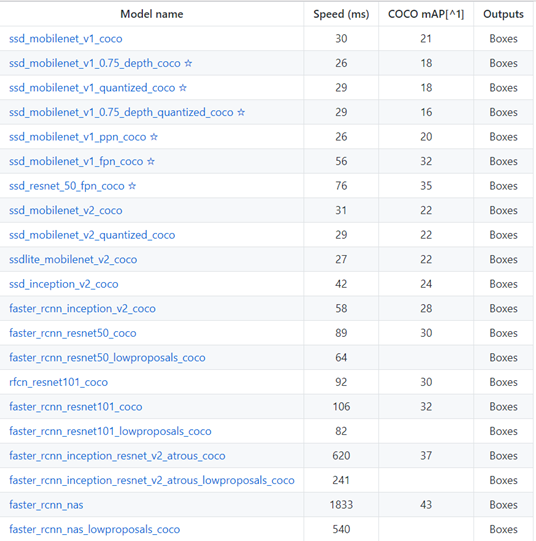 Model name Speed (ms) COCO mAP[^1] Outputs
ssd_mobilenet_v1_coco 30 21 Boxes
ssd_mobilenet_v1_0.75_depth_coco ☆ 26 18 Boxes
ssd_mobilenet_v1_quantized_coco ☆ 29 18 Boxes
ssd_mobilenet_v1_0.75_depth_quantized_coco ☆ 29 16 Boxes
ssd_mobilenet_v1_ppn_coco ☆ 26 20 Boxes
ssd_mobilenet_v1_fpn_coco ☆ 56 32 Boxes
ssd_resnet_50_fpn_coco ☆ 76 35 Boxes
ssd_mobilenet_v2_coco 31 22 Boxes
ssd_mobilenet_v2_quantized_coco 29 22 Boxes
ssdlite_mobilenet_v2_coco 27 22 Boxes
ssd_inception_v2_coco 42 24 Boxes
faster_rcnn_inception_v2_coco 58 28 Boxes
faster_rcnn_resnet50_coco 89 30 Boxes
faster_rcnn_resnet50_lowproposals_coco 64 Boxes
rfcn_resnet101_coco 92 30 Boxes
faster_rcnn_resnet101_coco 106 32 Boxes
faster_rcnn_resnet101_lowproposals_coco 82 Boxes
faster_rcnn_inception_resnet_v2_atrous_coco 620 37 Boxes
faster_rcnn_inception_resnet_v2_atrous_lowproposals_coco 241 Boxes
faster_rcnn_nas 1833 43 Boxes
faster_rcnn_nas_lowproposals_coco 540 Boxes